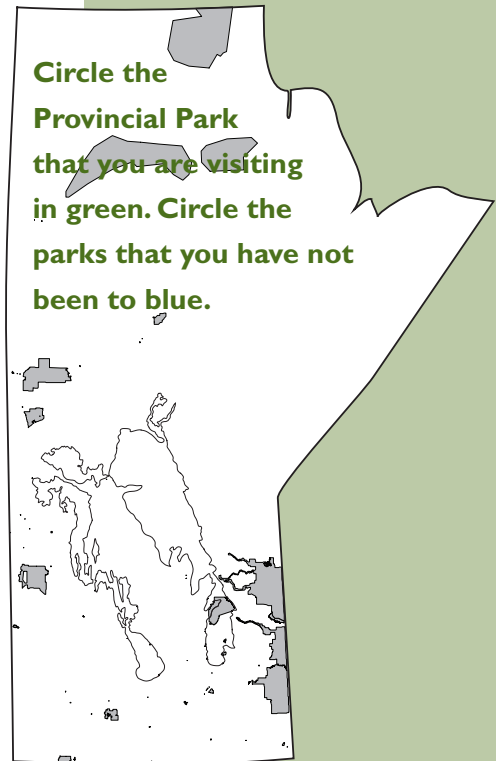 Circle the
Provincial Park
that you are visiting
in green. Circle the
parks that you have not
been to blue.